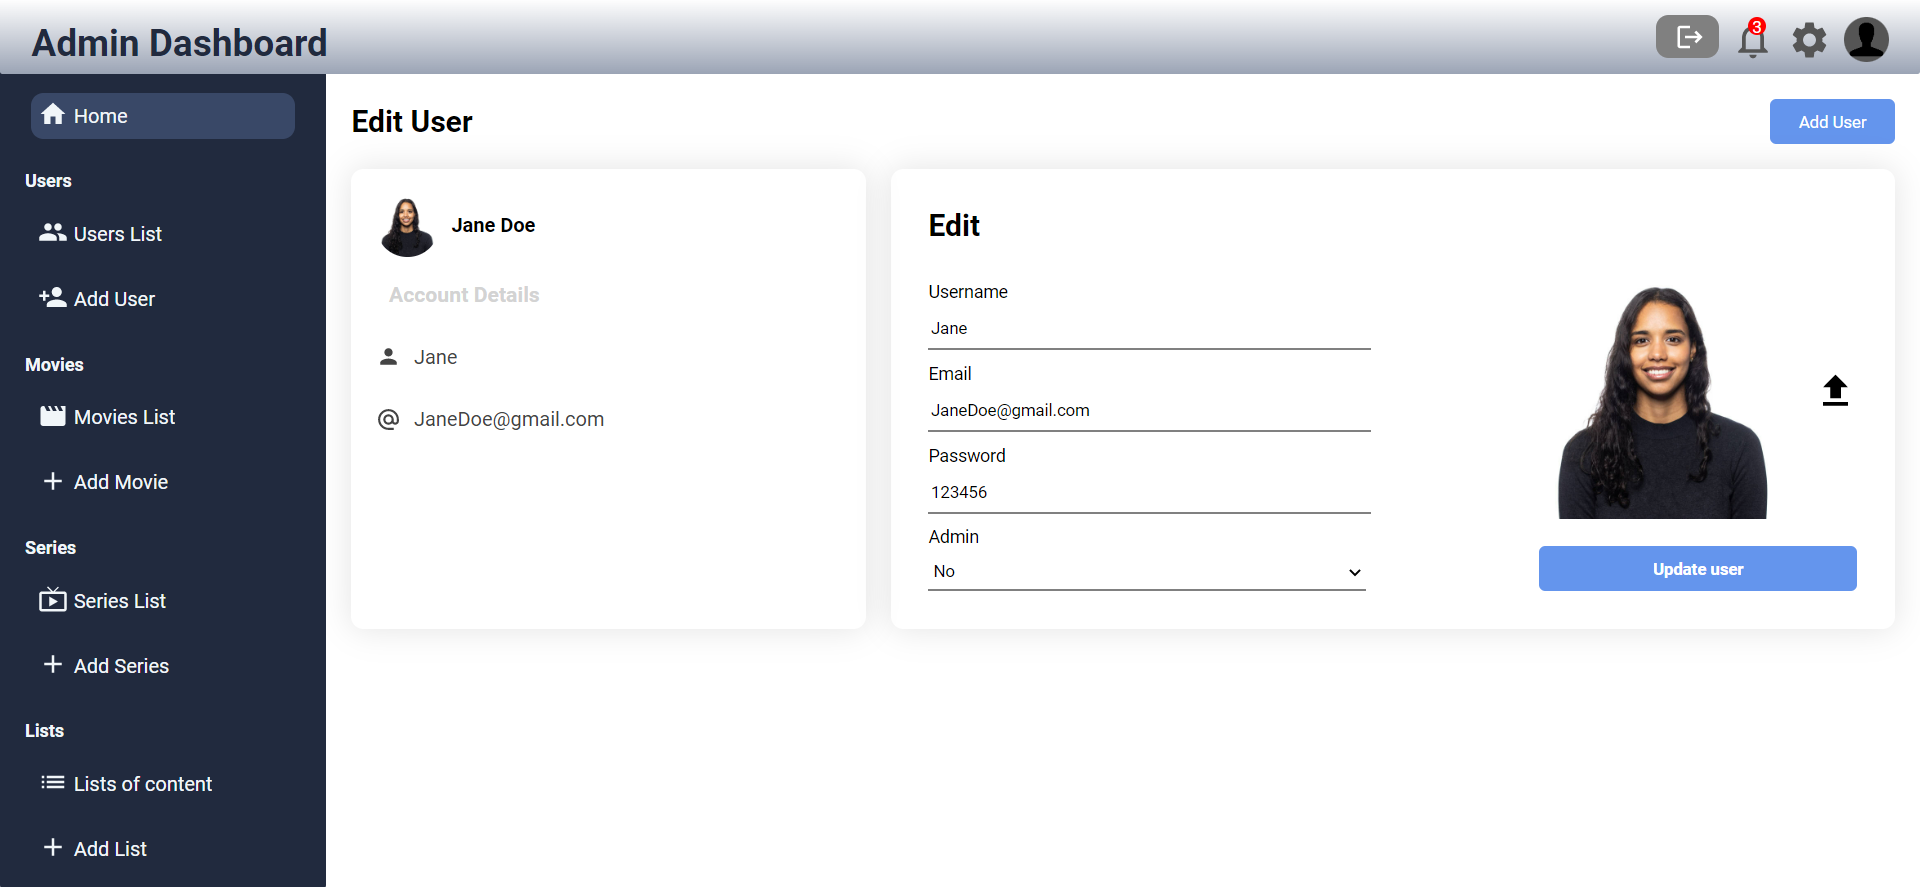 Admin Dashboard
3
Home
Users
Users List
Add User
Movies
Movies List
Add Movie
Series
Series List
Add Series
Lists
Lists of content
Add List
Edit User
Add User
Jane Doe
Account Details
Jane
JaneDoe@gmail.com
Edit
Username
Jane
Email
JaneDoe@gmail.com
Password
123456
Admin
No
Update user